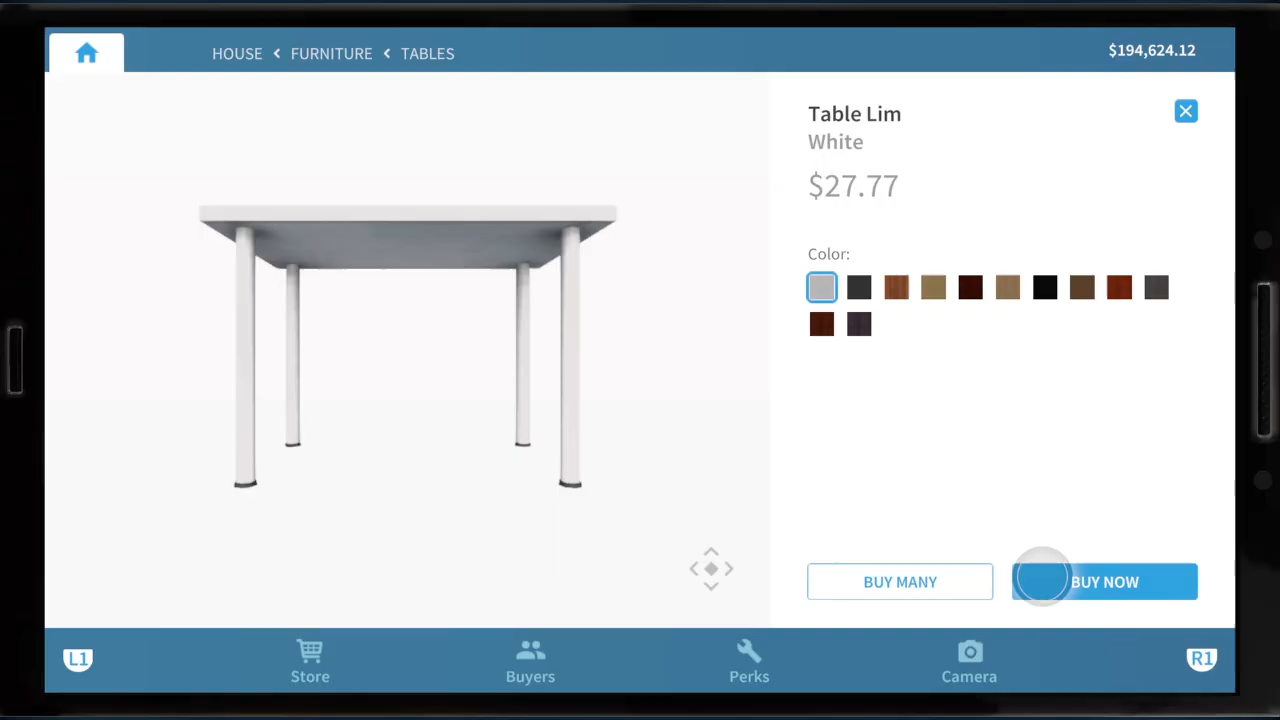 HOUSE FURNITURE TABLES
$194,624.12
Table Lim
White
$27.77
Color:
BUY MANY
BUY NOW
L1
Store
Buyers
Perks
Camera
R1